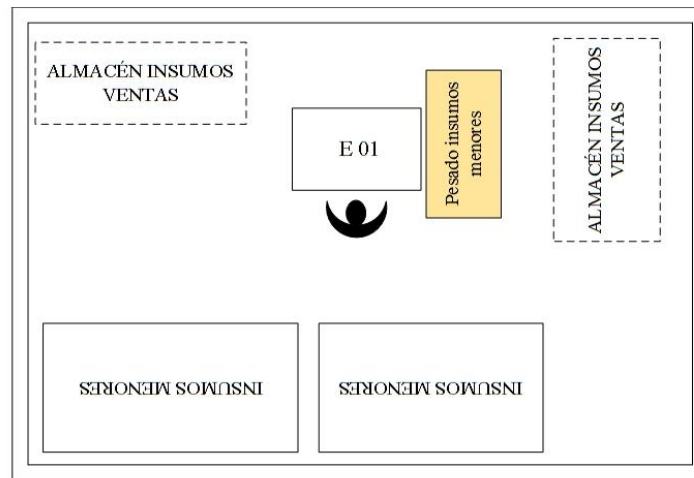 ALMACÉN INSUMOS
VENTAS
E 01
Pesado insumos
menores
ALMACÉN INSUMOS
VENTAS
INSUMOS MENORES
INSUMOS MENORES